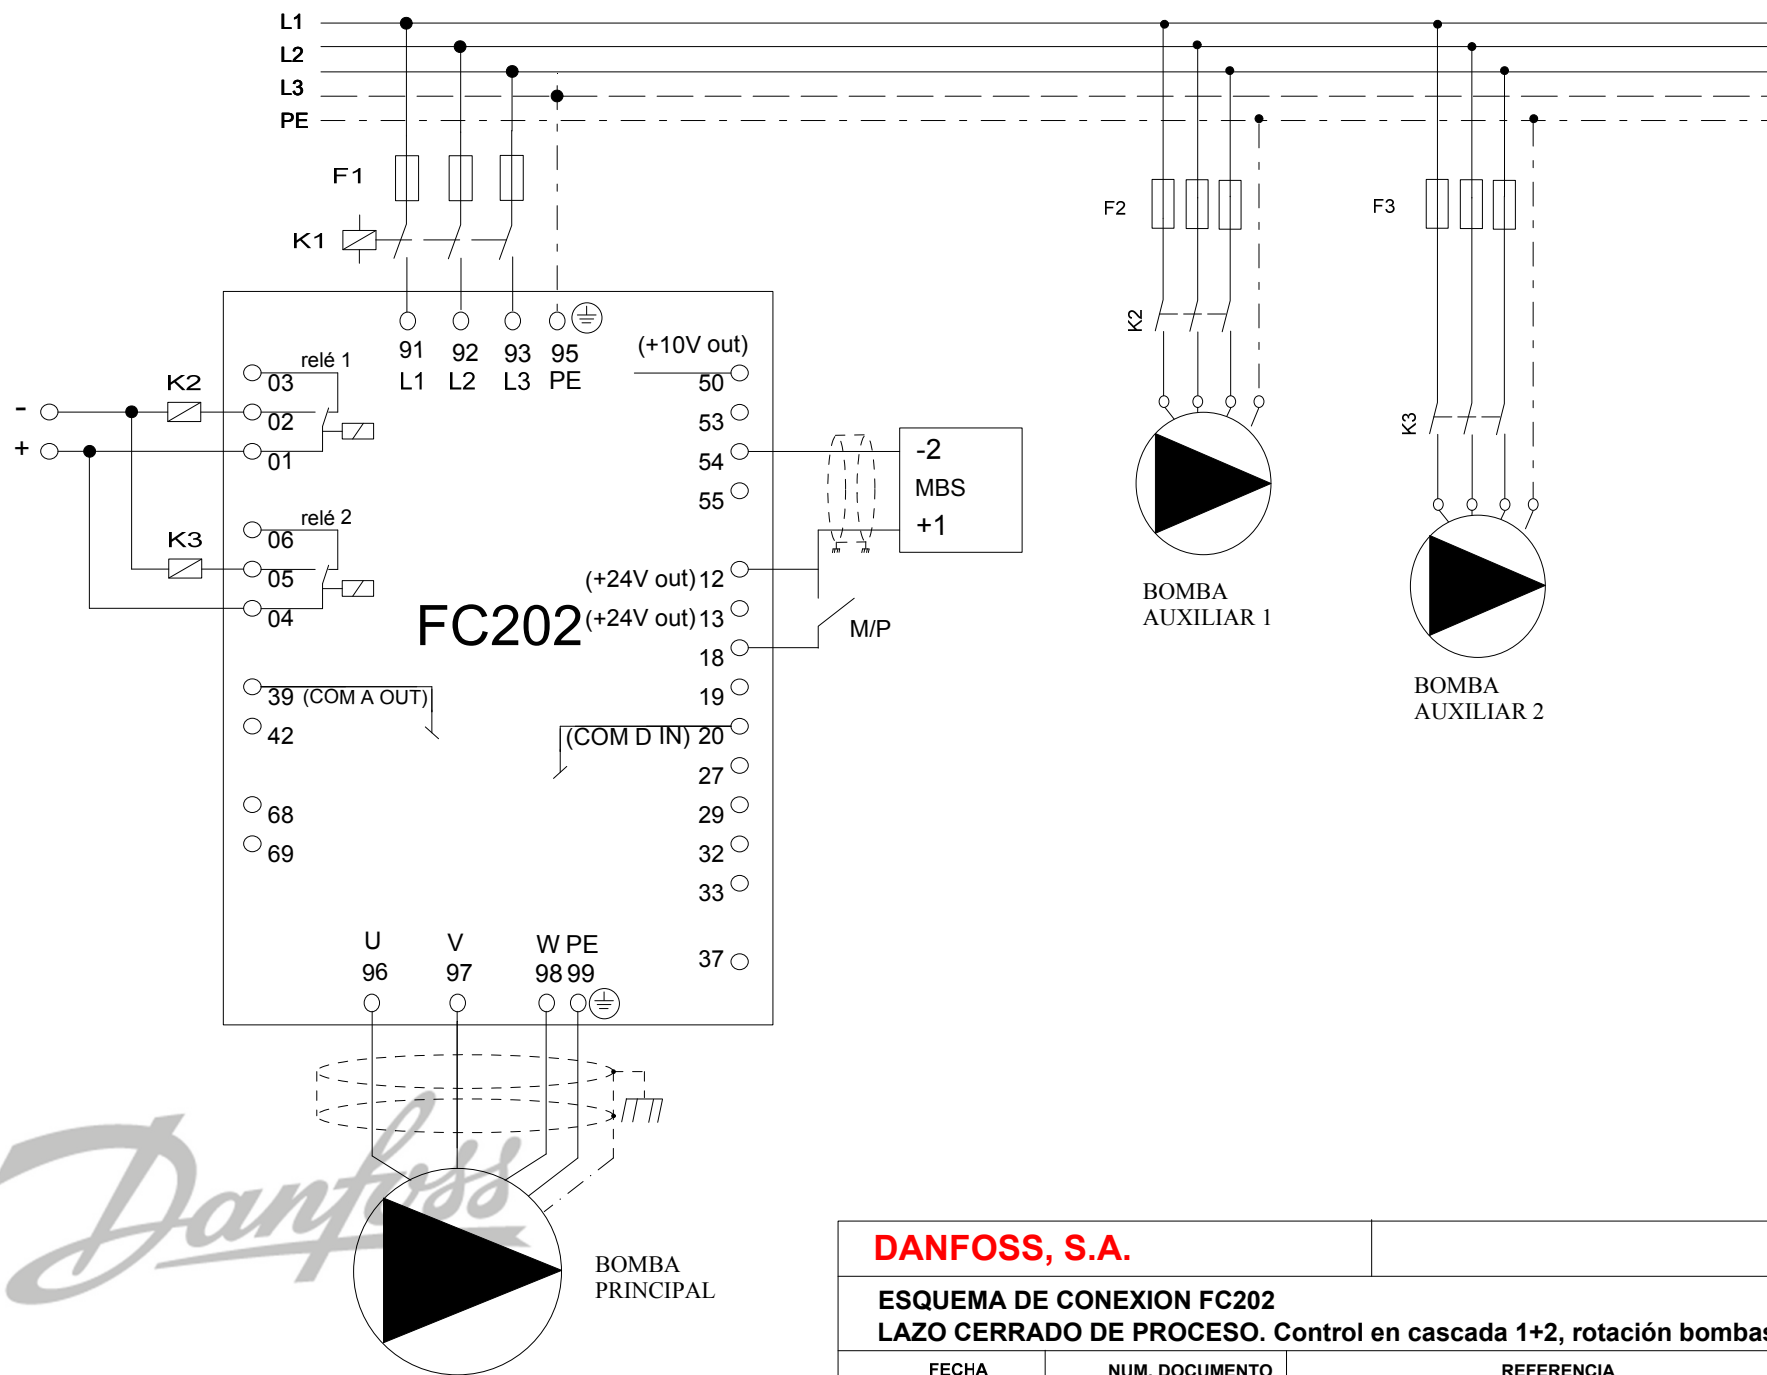 L1
L2
L3
PE
F1
K1
F2
F3
K2
K3
91
92
93
95
L1
L2
L3
PE
(+10V out)
relé 1
03
02
01
K2
-
+
relé 2
06
05
04
K3
FC202
50
53
54
55
(+24V out) 12
(+24V out) 13
18
19
(COM D IN) 20
27
29
32
33
37
-2
MBS
+1
M/P
39 (COM A OUT)
42
68
69
U
V
W PE
96
97
98 99
BOMBA
AUXILIAR 1
BOMBA
AUXILIAR 2
Danfoss
BOMBA
PRINCIPAL
DANFOSS, S.A.
ESQUEMA DE CONEXION FC202
LAZO CERRADO DE PROCESO. Control en cascada 1+2, rotación bombas
FECHA
NUM. DOCUMENTO
REFERENCIA